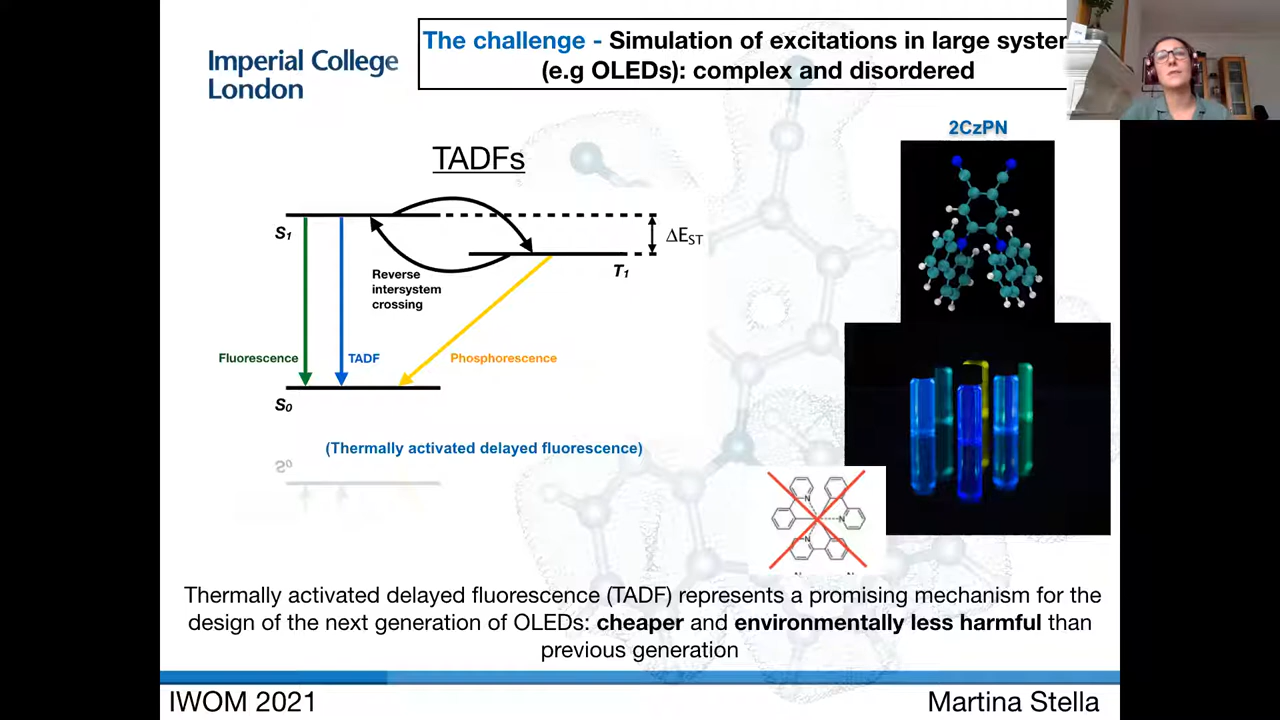 The challenge - Simulation of excitations in large system
(e.g OLEDs): complex and disordered
Imperial College
London
2CzPN
TADFs
S1
ΔEST
T1
Reverse
intersystem
crossing
Fluorescence
TADF
Phosphorescence
S0
(Thermally activated delayed fluorescence)
N
N
N
N
N
Thermally activated delayed fluorescence (TADF) represents a promising mechanism for the
design of the next generation of OLEDs: cheaper and environmentally less harmful than
previous generation
IWOM 2021
Martina Stella